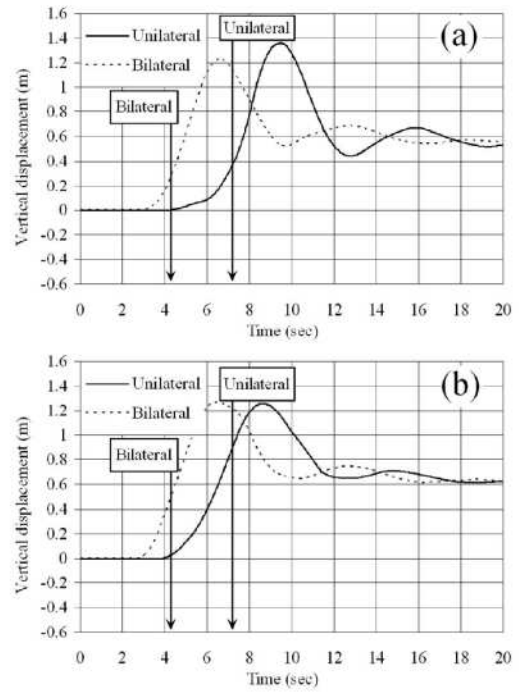 1.6
1.4
1.2
1
0.8
0.6
0.4
0.2
0
-0.2
-0.4
-0.6
Vertical displacement (m)
Unilateral
Bilateral
Unilateral
Bilateral
(a)
0 2 4 6 8 10 12 14 16 18 20
Time (sec)
1.6
1.4
1.2
1
0.8
0.6
0.4
0.2
0
-0.2
-0.4
-0.6
Vertical displacement (m)
Unilateral
Bilateral
Unilateral
Bilateral
(b)
0 2 4 6 8 10 12 14 16 18 20
Time (sec)